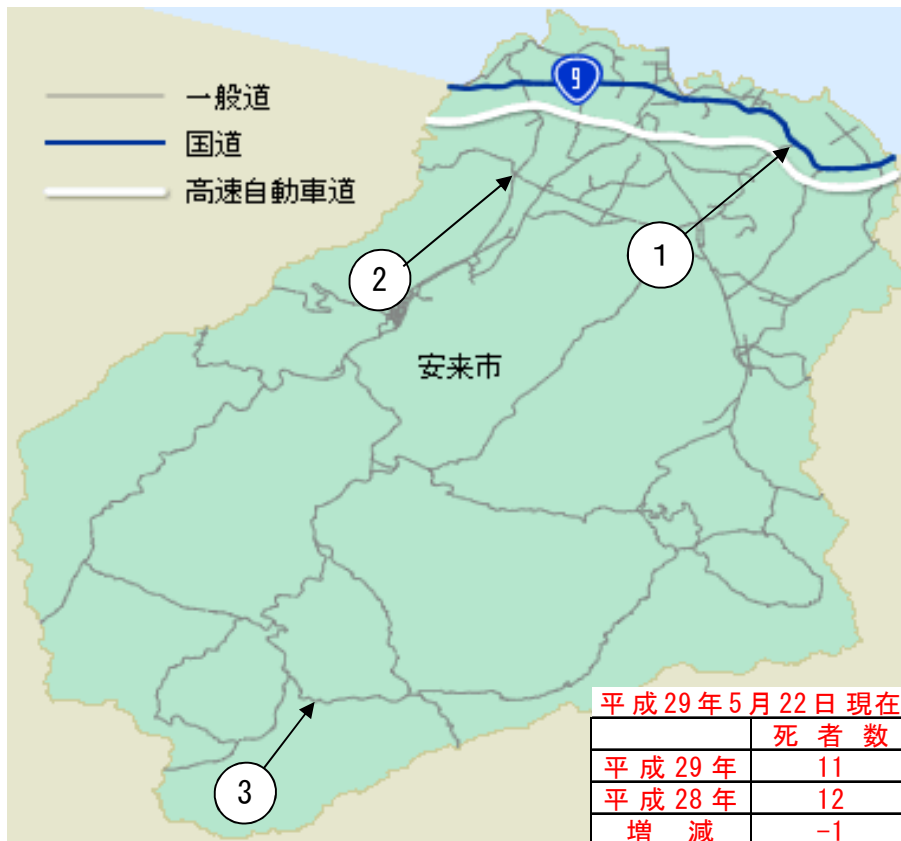 一般道
国道
高速自動車道
9
1
2
安来市
3
平成29年5月22日現在
死者数
平成29年 11
平成28年 12
増減 -1